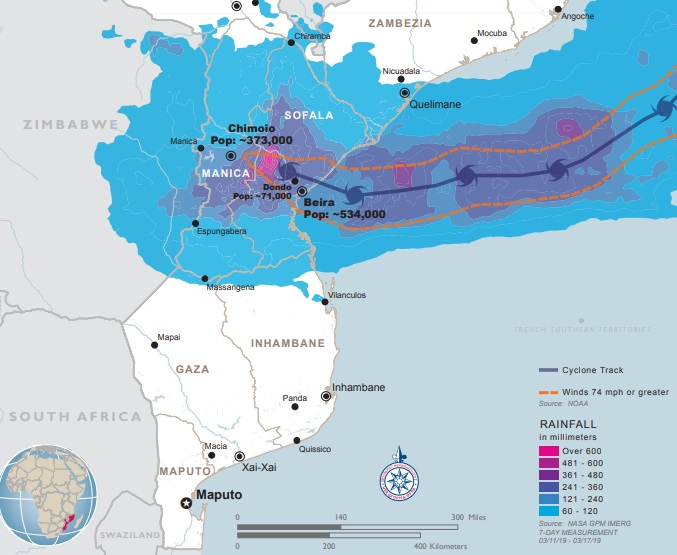 Angoche
ZAMBEZIA
Mocuba
Chiramba
Nicuadala
Quelimane
SOFALA
ZIMBABWE
Chimoio
Pop: ~373,000
Manica
MANICA
Dondo
Pop: ~71,000
Beira
Pop: ~534,000
Espungabera
Massangena
Vilanculos
FRENCH SOUTHERN TERRITORIES
Mapai
INHAMBANE
GAZA
Cyclone Track
Winds 74 mph or greater
Source: NOAA
Inhambane
Panda
SOUTH AFRICA
RAINFALL
in millimeters
Over 600
481 - 600
361 - 480
241 - 360
121 - 240
60 - 120
Source: NASA GPM IMERG
7-DAY MEASUREMENT
03/11/19 - 03/17/19
Quissico
Macia
Xai-Xai
MAPUTO
Maputo
SWAZILAND
0 140 300 Miles
0 200 400 Kilometers